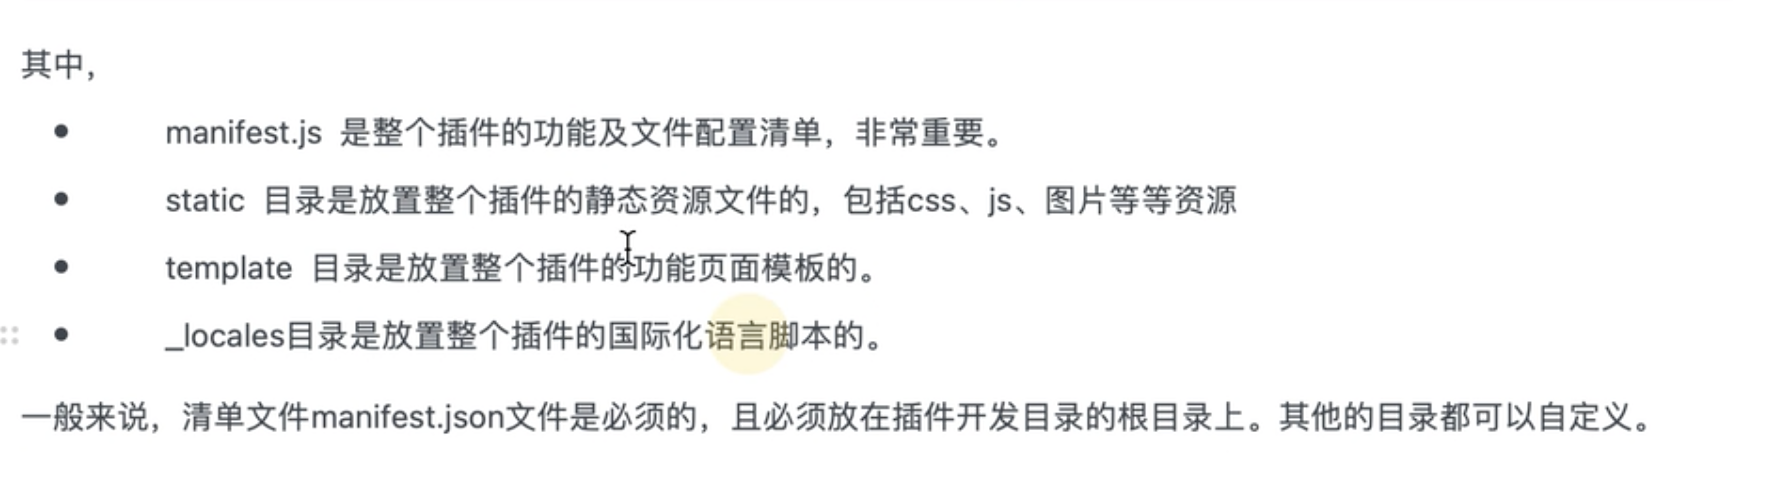 其中，
• manifest.js 是整个插件的功能及文件配置清单，非常重要。
• static 目录是放置整个插件的静态资源文件的，包括css、js、图片等等资源
• template 目录是放置整个插件的功能页面模板的。
• _locales目录是放置整个插件的国际化语言脚本的。
一般来说，清单文件manifest.json文件是必须的，且必须放在插件开发目录的根目录上。其他的目录都可以自定义。